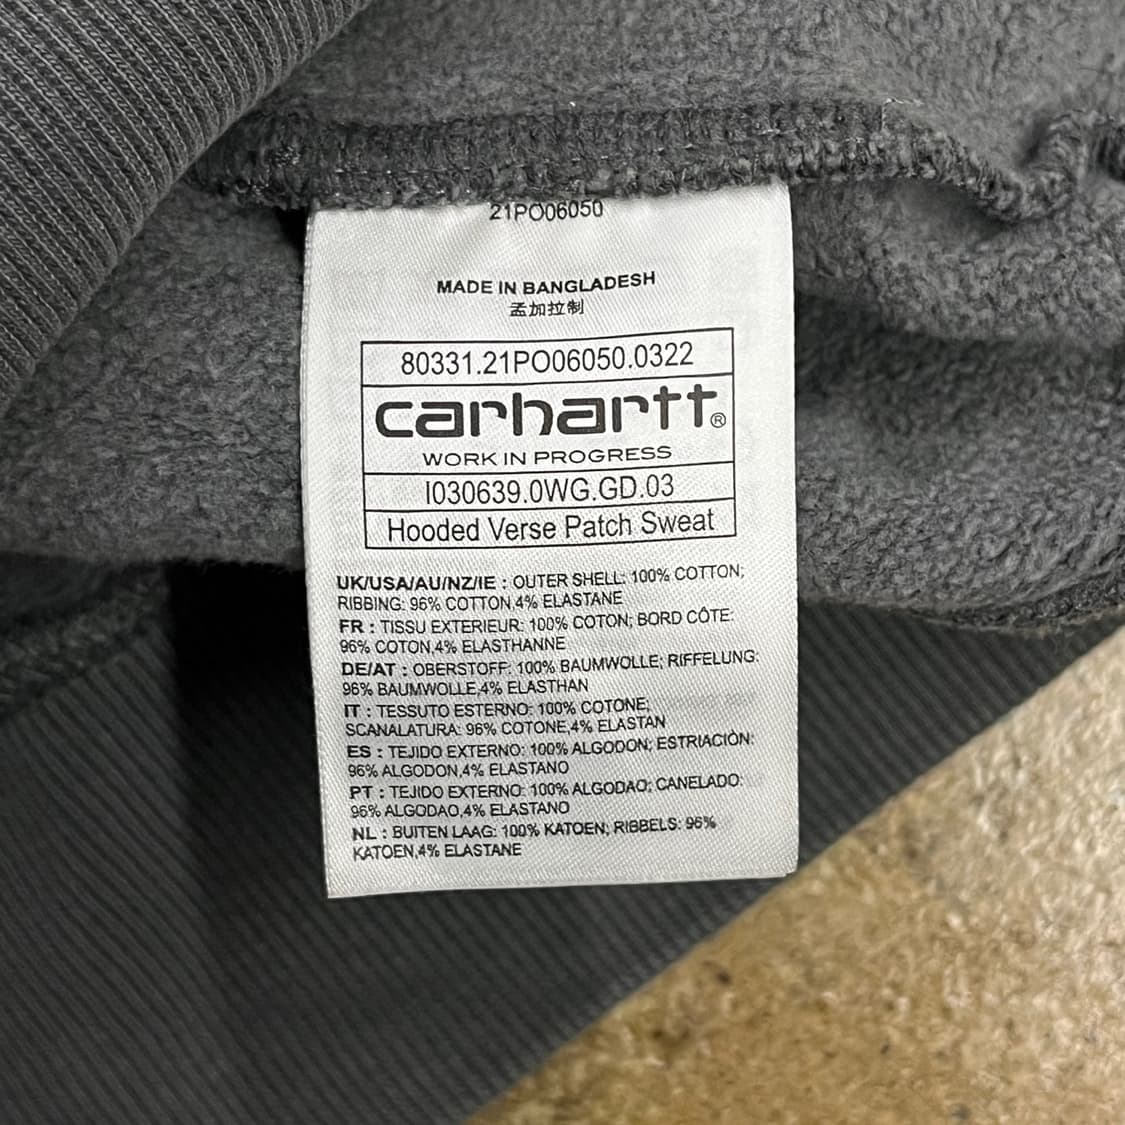 21PO06050
MADE IN BANGLADESH
孟加拉制
80331.21PO06050.0322
carhartt®
WORK IN PROGRESS
I030639.0WG.GD.03
Hooded Verse Patch Sweat
UK/USA/AU/NZ/IE : OUTER SHELL: 100% COTTON;
RIBBING: 96% COTTON,4% ELASTANE
FR : TISSU EXTERIEUR: 100% COTON; BORD CÔTE:
96% COTON,4% ELASTHANNE
DE/AT : OBERSTOFF: 100% BAUMWOLLE; RIFFELUNG:
96% BAUMWOLLE,4% ELASTHAN
IT : TESSUTO ESTERNO: 100% COTONE;
SCANALATURA: 96% COTONE,4% ELASTAN
ES : TEJIDO EXTERNO: 100% ALGODON; ESTRIACIÓN:
96% ALGODON,4% ELASTANO
PT : TEJIDO EXTERNO: 100% ALGODAO; CANELADO:
96% ALGODAO,4% ELASTANO
NL : BUITEN LAAG: 100% KATOEN; RIBBELS: 96%
KATOEN,4% ELASTANE